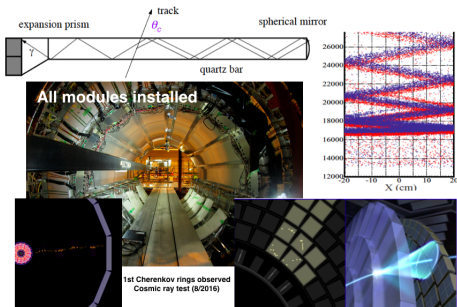 track
expansion prism
θc
spherical mirror
γ
quartz bar
All modules installed
26000
24000
22000
20000
18000
16000
14000
12000
-20
-10
0
10
20
X (cm)
1st Cherenkov rings observed
Cosmic ray test (8/2016)